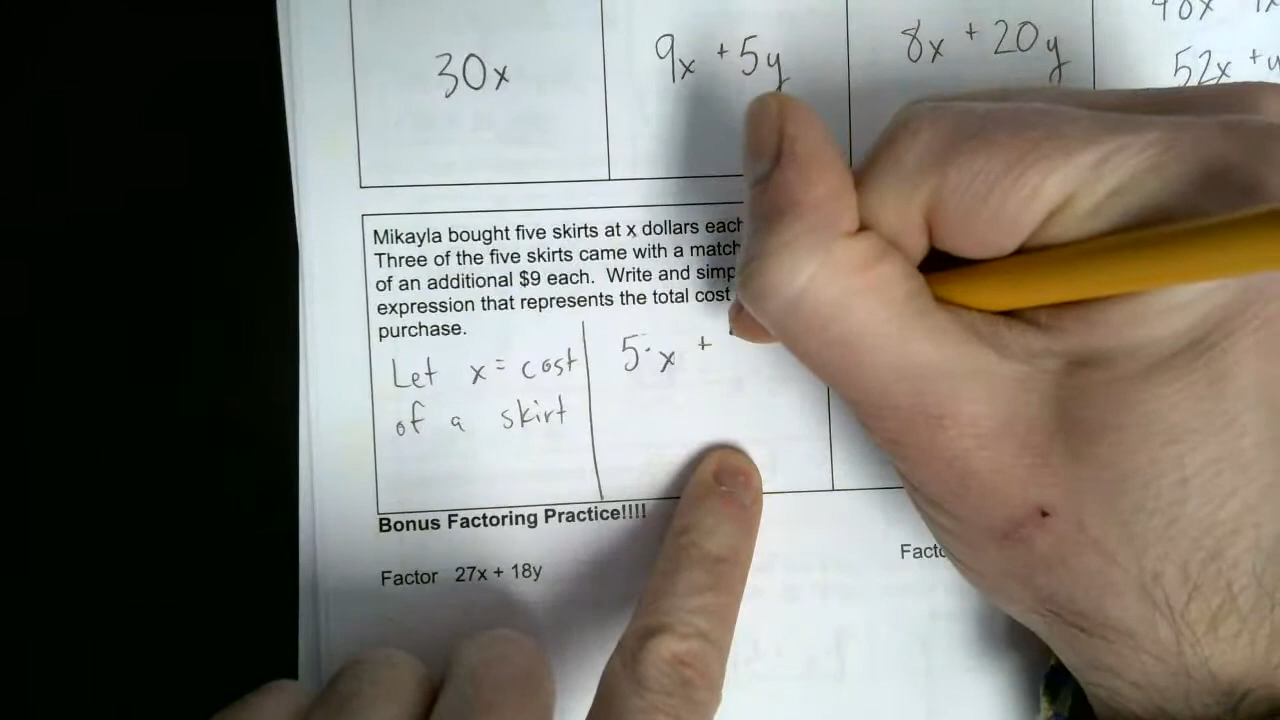 30x
9x + 5y
8x + 20y
52x +
Mikayla bought five skirts at x dollars each
Three of the five skirts came with a match
of an additional $9 each. Write and simp
expression that represents the total cost
purchase.
Let x = cost
of a skirt
5·x +
Bonus Factoring Practice!!!!
Factor 27x + 18y
Facto